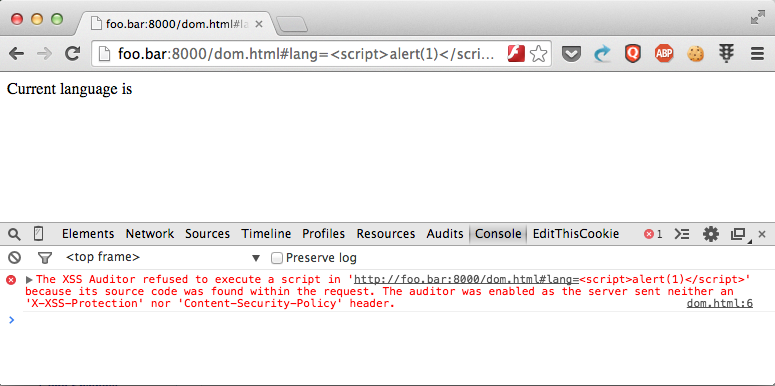 foo.bar:8000/dom.html#la
foo.bar:8000/dom.html#lang=<script>alert(1)</scri...
ABP
Current language is
Elements Network Sources Timeline Profiles Resources Audits Console EditThisCookie 1
<top frame> Preserve log
The XSS Auditor refused to execute a script in 'http://foo.bar:8000/dom.html#lang=<script>alert(1)</script>'
because its source code was found within the request. The auditor was enabled as the server sent neither an
'X-XSS-Protection' nor 'Content-Security-Policy' header. dom.html:6